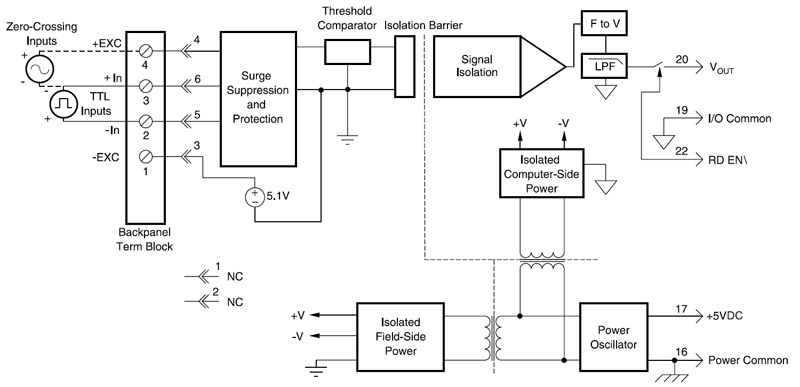 Zero-Crossing
Inputs
+EXC
4
4
+
-
-
+ In
3
6
TTL
Inputs
+
-In
2
5
-EXC
1
3
Backpanel
Term Block
Surge
Suppression
and
Protection
+
−
5.1V
Threshold
Comparator
Isolation Barrier
Signal
Isolation
F to V
LPF
20
VOUT
19
I/O Common
22
RD EN\
+V
-V
Isolated
Computer-Side
Power
1
NC
2
NC
+V
-V
Isolated
Field-Side
Power
Power
Oscillator
17
+5VDC
16
Power Common